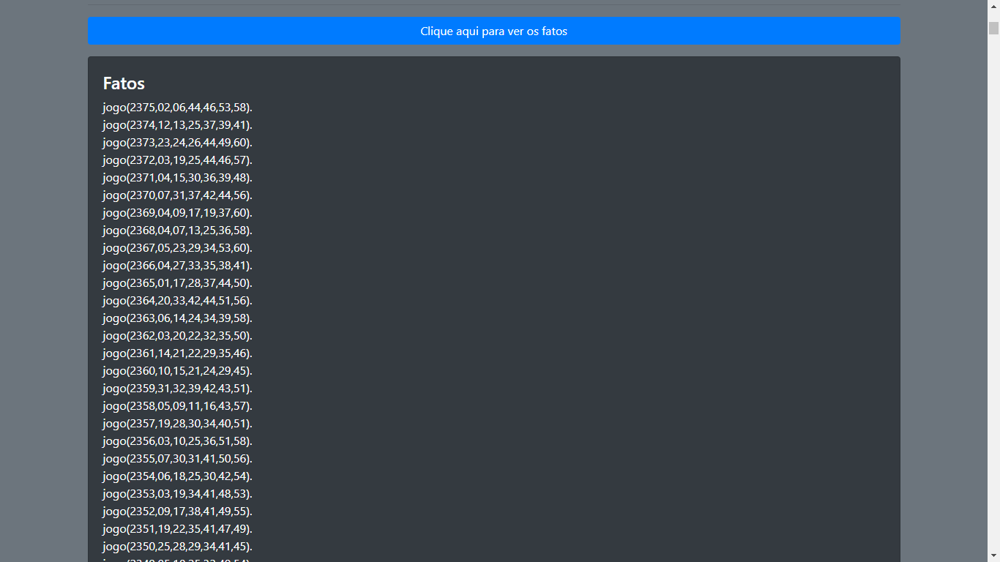 Clique aqui para ver os fatos
Fatos
jogo(2375,02,06,44,46,53,58).
jogo(2374,12,13,25,37,39,41).
jogo(2373,23,24,26,44,49,60).
jogo(2372,03,19,25,44,46,57).
jogo(2371,04,15,30,36,39,48).
jogo(2370,07,31,37,42,44,56).
jogo(2369,04,09,17,19,37,60).
jogo(2368,04,07,13,25,36,58).
jogo(2367,05,23,29,34,53,60).
jogo(2366,04,27,33,35,38,41).
jogo(2365,01,17,28,37,44,50).
jogo(2364,20,33,42,44,51,56).
jogo(2363,06,14,24,34,39,58).
jogo(2362,03,20,22,32,35,50).
jogo(2361,14,21,22,29,35,46).
jogo(2360,10,15,21,24,29,45).
jogo(2359,31,32,39,42,43,51).
jogo(2358,05,09,11,16,43,57).
jogo(2357,19,28,30,34,40,51).
jogo(2356,03,10,25,36,51,58).
jogo(2355,07,30,31,41,50,56).
jogo(2354,06,18,25,30,42,54).
jogo(2353,03,19,34,41,48,53).
jogo(2352,09,17,38,41,49,55).
jogo(2351,19,22,35,41,47,49).
jogo(2350,25,28,29,34,41,45).